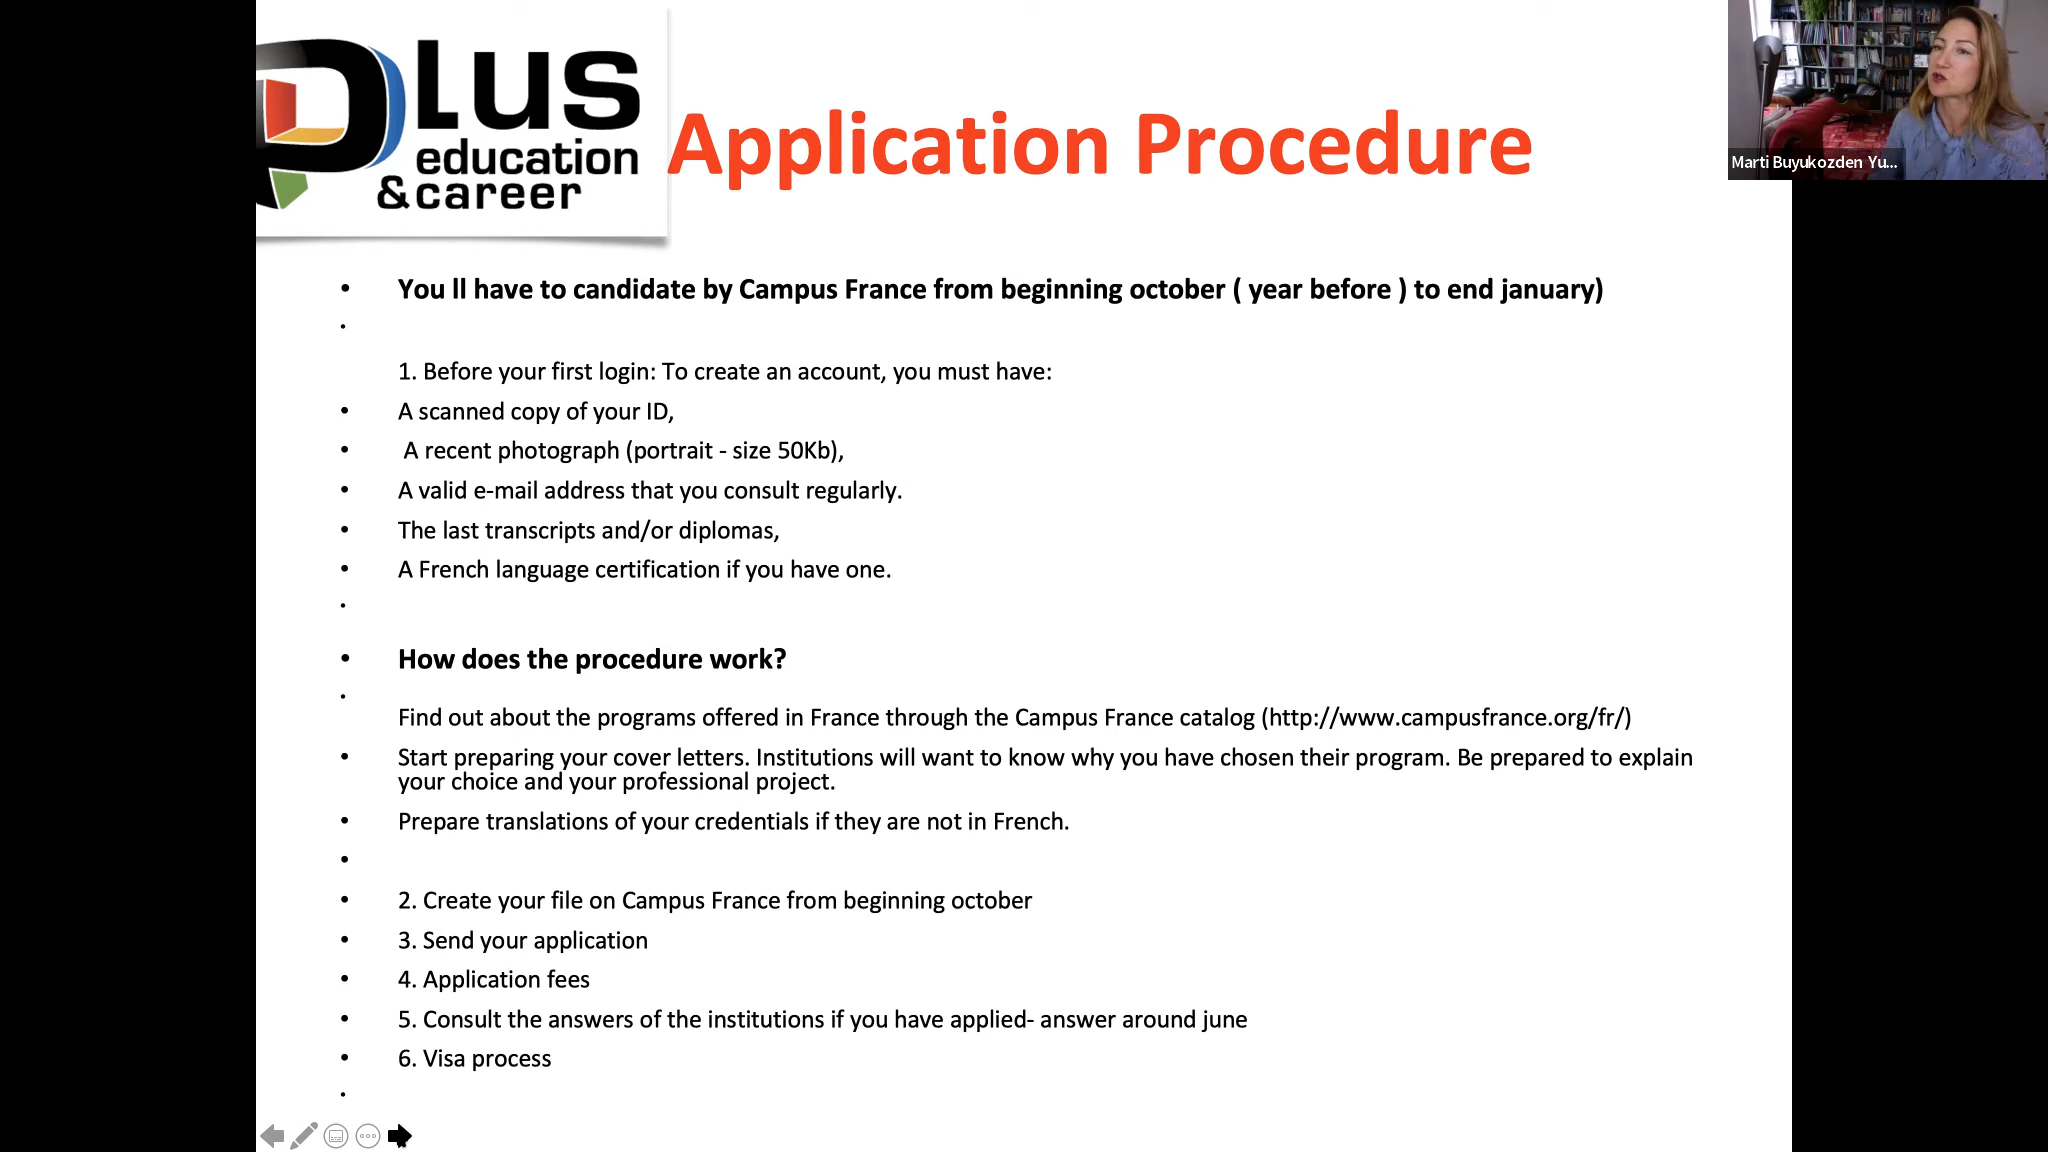 plus
education
& career
Application Procedure
Marti Buyukozden Yu...
• You ll have to candidate by Campus France from beginning october ( year before ) to end january)
•
1. Before your first login: To create an account, you must have:
• A scanned copy of your ID,
• A recent photograph (portrait - size 50Kb),
• A valid e-mail address that you consult regularly.
• The last transcripts and/or diplomas,
• A French language certification if you have one.
•
• How does the procedure work?
•
Find out about the programs offered in France through the Campus France catalog (http://www.campusfrance.org/fr/)
• Start preparing your cover letters. Institutions will want to know why you have chosen their program. Be prepared to explain
your choice and your professional project.
• Prepare translations of your credentials if they are not in French.
•
• 2. Create your file on Campus France from beginning october
• 3. Send your application
• 4. Application fees
• 5. Consult the answers of the institutions if you have applied- answer around june
• 6. Visa process
•